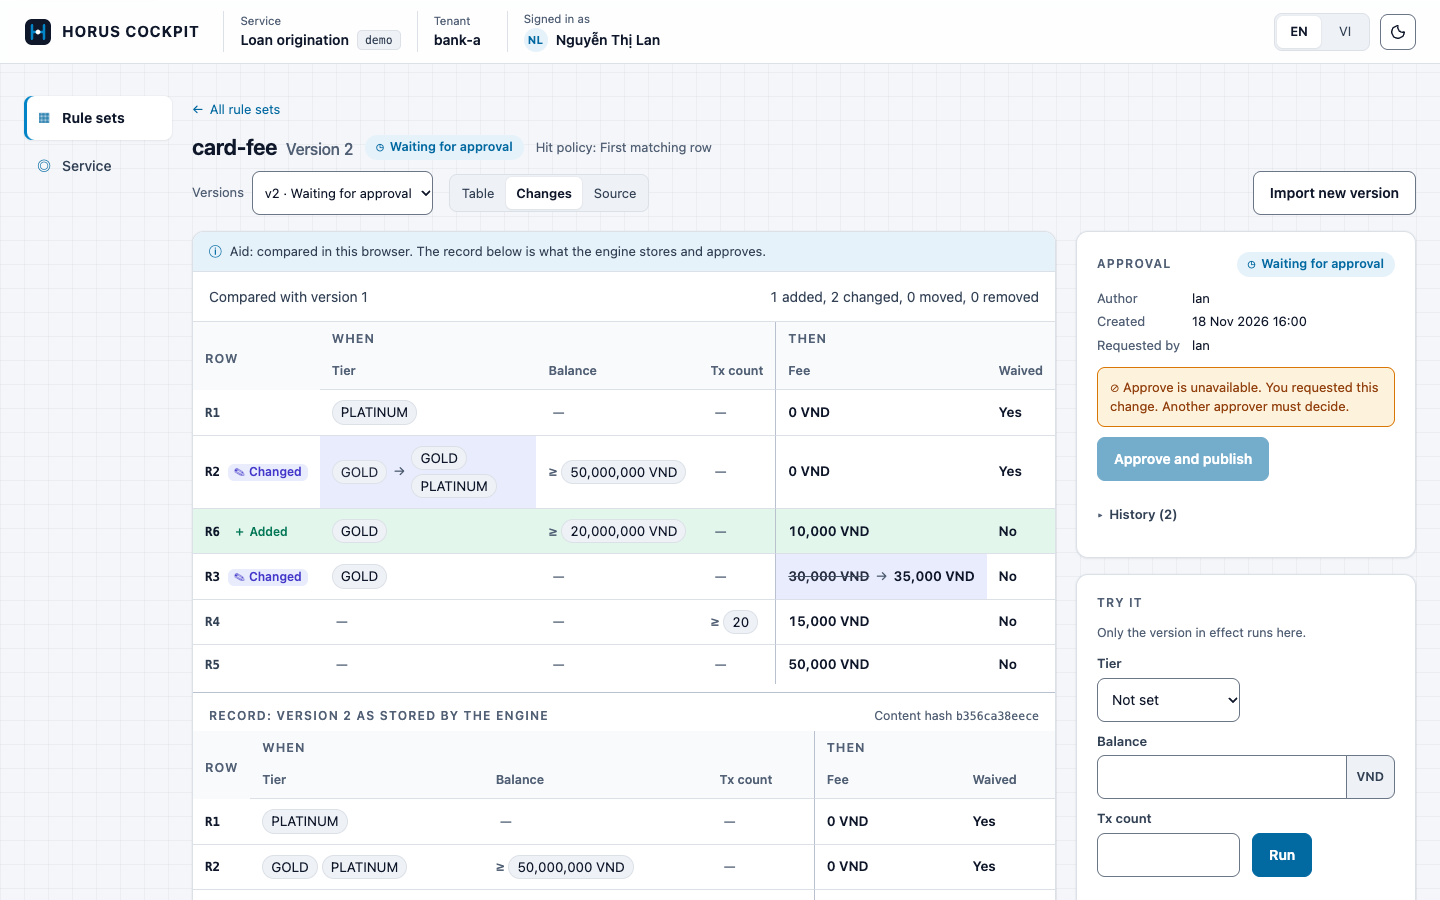 HORUS COCKPIT
Service
Loan origination demo
Tenant
bank-a
Signed in as
NL Nguyễn Thị Lan
EN VI
Rule sets
Service
← All rule sets
card-fee Version 2 Waiting for approval Hit policy: First matching row
Versions v2 · Waiting for approval Table Changes Source Import new version
Aid: compared in this browser. The record below is what the engine stores and approves.
Compared with version 1 1 added, 2 changed, 0 moved, 0 removed
ROW WHEN THEN
Tier Balance Tx count Fee Waived
R1 PLATINUM — — 0 VND Yes
R2 Changed GOLD → GOLD PLATINUM ≥ 50,000,000 VND — 0 VND Yes
R6 + Added GOLD ≥ 20,000,000 VND — 10,000 VND No
R3 Changed GOLD — — 30,000 VND → 35,000 VND No
R4 — — ≥ 20 15,000 VND No
R5 — — — 50,000 VND No
RECORD: VERSION 2 AS STORED BY THE ENGINE Content hash b356ca38eece
ROW WHEN THEN
Tier Balance Tx count Fee Waived
R1 PLATINUM — — 0 VND Yes
R2 GOLD PLATINUM ≥ 50,000,000 VND — 0 VND Yes
APPROVAL Waiting for approval
Author lan
Created 18 Nov 2026 16:00
Requested by lan
Approve is unavailable. You requested this
change. Another approver must decide.
Approve and publish
History (2)
TRY IT
Only the version in effect runs here.
Tier
Not set
Balance
VND
Tx count
Run